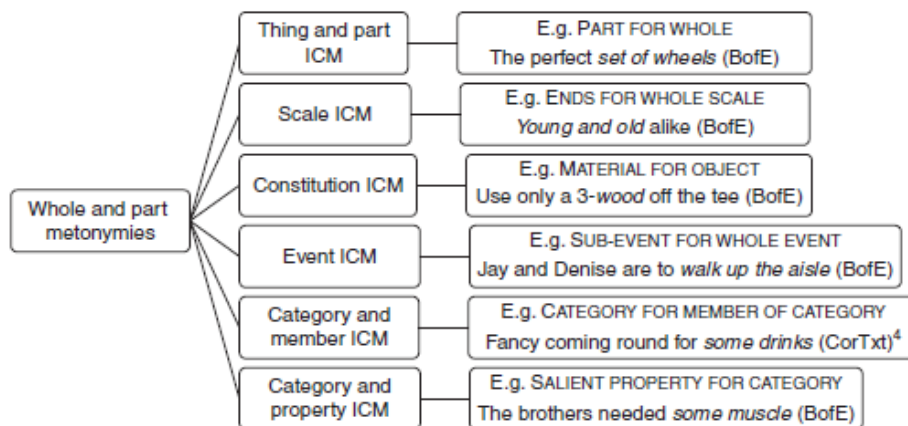 Thing and part
ICM
E.g. PART FOR WHOLE
The perfect set of wheels (BofE)
Scale ICM
E.g. ENDS FOR WHOLE SCALE
Young and old alike (BofE)
Constitution ICM
E.g. MATERIAL FOR OBJECT
Use only a 3-wood off the tee (BofE)
Whole and part
metonymies
Event ICM
E.g. SUB-EVENT FOR WHOLE EVENT
Jay and Denise are to walk up the aisle (BofE)
Category and
member ICM
E.g. CATEGORY FOR MEMBER OF CATEGORY
Fancy coming round for some drinks (CorTxt)⁴
Category and
property ICM
E.g. SALIENT PROPERTY FOR CATEGORY
The brothers needed some muscle (BofE)